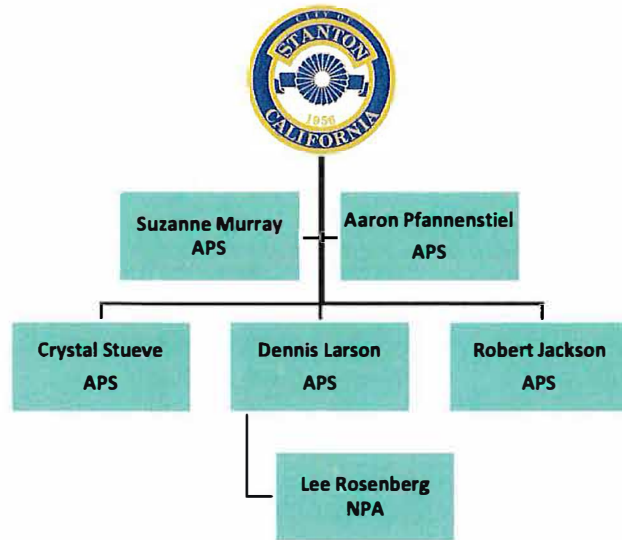 CITY OF
STANTON
1956
CALIFORNIA
Suzanne Murray
APS
Aaron Pfannenstiel
APS
Crystal Stueve
APS
Dennis Larson
APS
Robert Jackson
APS
Lee Rosenberg
NPA